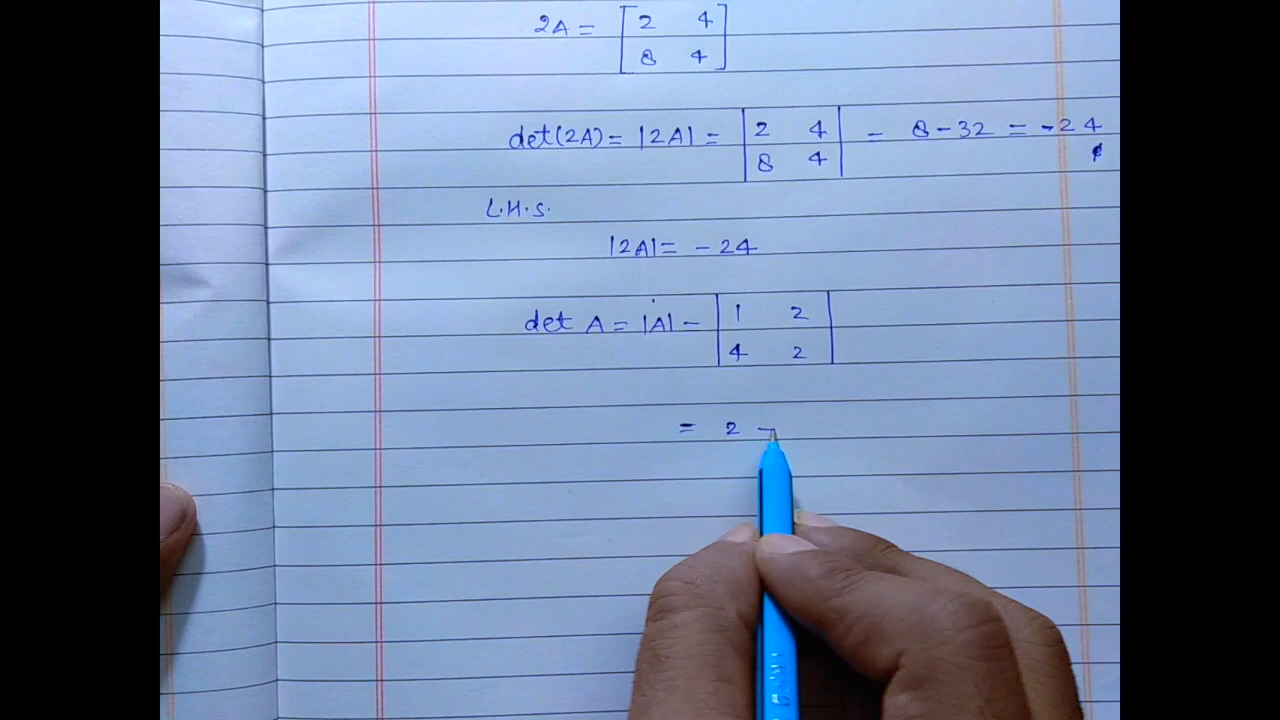 2A = [ 2 4
8 4 ]
det(2A) = |2A| = | 2 4 | = 8 - 32 = -24
| 8 4 |
L.H.S.
|2A| = -24
det A = |A| = | 1 2 |
| 4 2 |
= 2 -